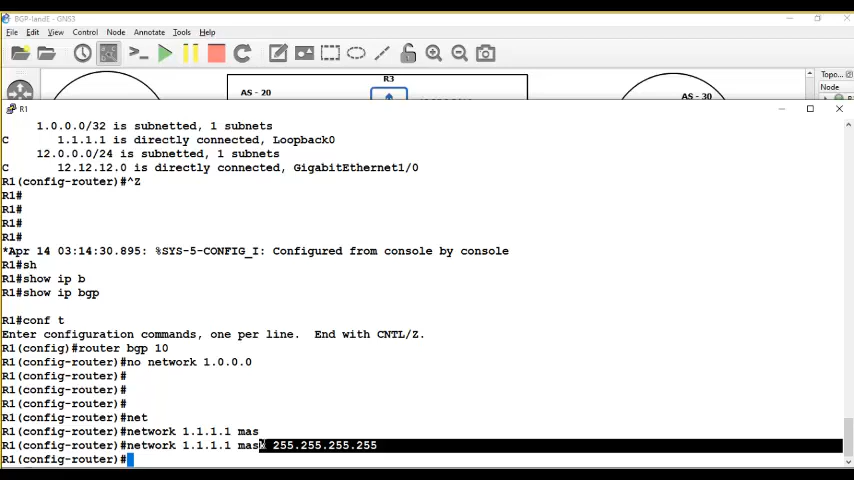 BGP-IandE - GNS3
File Edit View Control Node Annotate Tools Help
R3
AS - 20
AS - 30
Topo...
Node
R1
1.0.0.0/32 is subnetted, 1 subnets
C 1.1.1.1 is directly connected, Loopback0
12.0.0.0/24 is subnetted, 1 subnets
C 12.12.12.0 is directly connected, GigabitEthernet1/0
R1(config-router)#^Z
R1#
R1#
R1#
R1#
*Apr 14 03:14:30.895: %SYS-5-CONFIG_I: Configured from console by console
R1#sh
R1#show ip b
R1#show ip bgp
R1#conf t
Enter configuration commands, one per line. End with CNTL/Z.
R1(config)#router bgp 10
R1(config-router)#no network 1.0.0.0
R1(config-router)#
R1(config-router)#
R1(config-router)#
R1(config-router)#net
R1(config-router)#network 1.1.1.1 mas
R1(config-router)#network 1.1.1.1 mask 255.255.255.255
R1(config-router)#